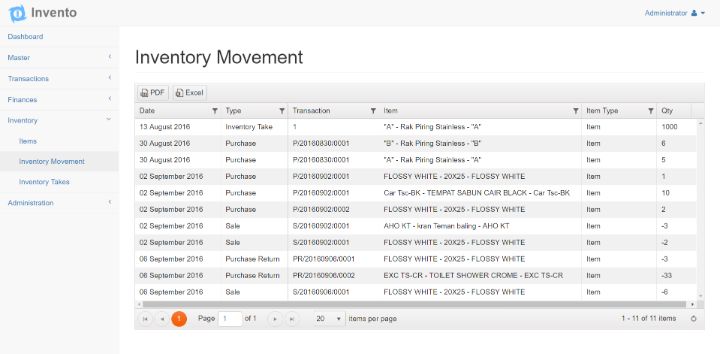 Invento
Administrator
Dashboard
Master
Transactions
Finances
Inventory
Items
Inventory Movement
Inventory Takes
Administration
Inventory Movement
PDF Excel
Date Type Transaction Item Item Type Qty
13 August 2016 Inventory Take 1 "A" - Rak Piring Stainless - "A" Item 1000
30 August 2016 Purchase P/20160830/0001 "B" - Rak Piring Stainless - "B" Item 6
30 August 2016 Purchase P/20160830/0001 "A" - Rak Piring Stainless - "A" Item 5
02 September 2016 Purchase P/20160902/0001 FLOSSY WHITE - 20X25 - FLOSSY WHITE Item 1
02 September 2016 Purchase P/20160902/0001 Car Tsc-BK - TEMPAT SABUN CAIR BLACK - Car Tsc-BK Item 10
02 September 2016 Purchase P/20160902/0002 FLOSSY WHITE - 20X25 - FLOSSY WHITE Item 2
02 September 2016 Sale S/20160902/0001 AHO KT - kran Teman baling - AHO KT Item -3
02 September 2016 Sale S/20160902/0001 FLOSSY WHITE - 20X25 - FLOSSY WHITE Item -2
06 September 2016 Purchase Return PR/20160906/0001 FLOSSY WHITE - 20X25 - FLOSSY WHITE Item -3
06 September 2016 Purchase Return PR/20160906/0002 EXC TS-CR - TOILET SHOWER CROME - EXC TS-CR Item -33
06 September 2016 Sale S/20160906/0001 FLOSSY WHITE - 20X25 - FLOSSY WHITE Item -6
1 Page 1 of 1 20 items per page 1 - 11 of 11 items